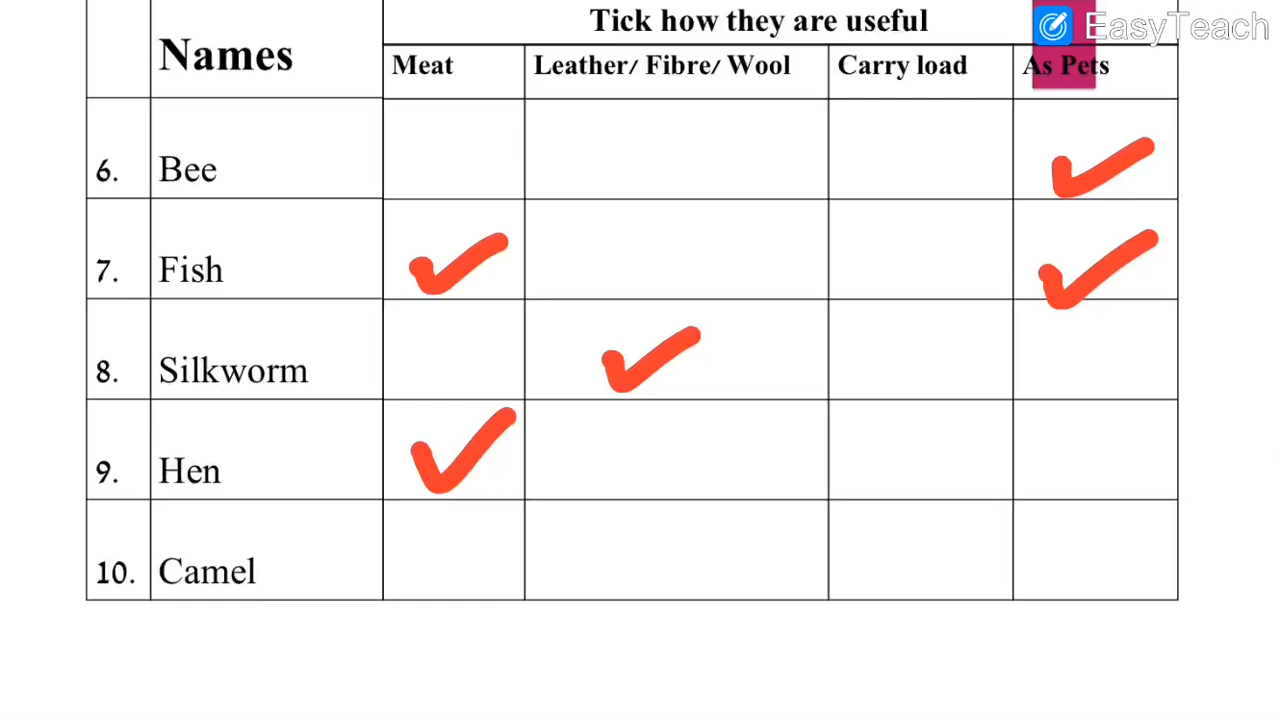 Tick how they are useful
EasyTeach
Names
Meat Leather/ Fibre/ Wool Carry load As Pets
6. Bee ✓
7. Fish ✓ ✓
8. Silkworm ✓
9. Hen ✓
10. Camel